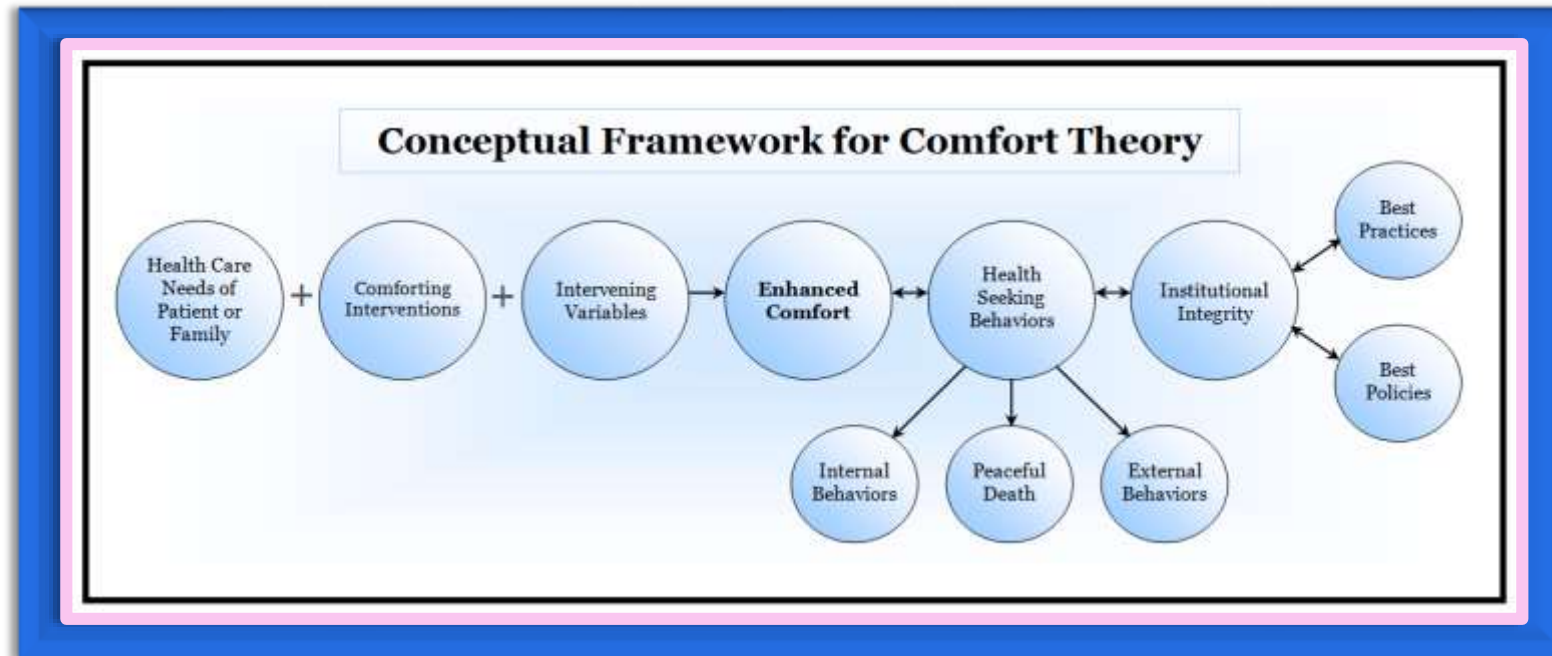 Conceptual Framework for Comfort Theory
Health Care
Needs of
Patient or
Family
+
Comforting
Interventions
+
Intervening
Variables
Enhanced
Comfort
Health
Seeking
Behaviors
Institutional
Integrity
Best
Practices
Best
Policies
Internal
Behaviors
Peaceful
Death
External
Behaviors